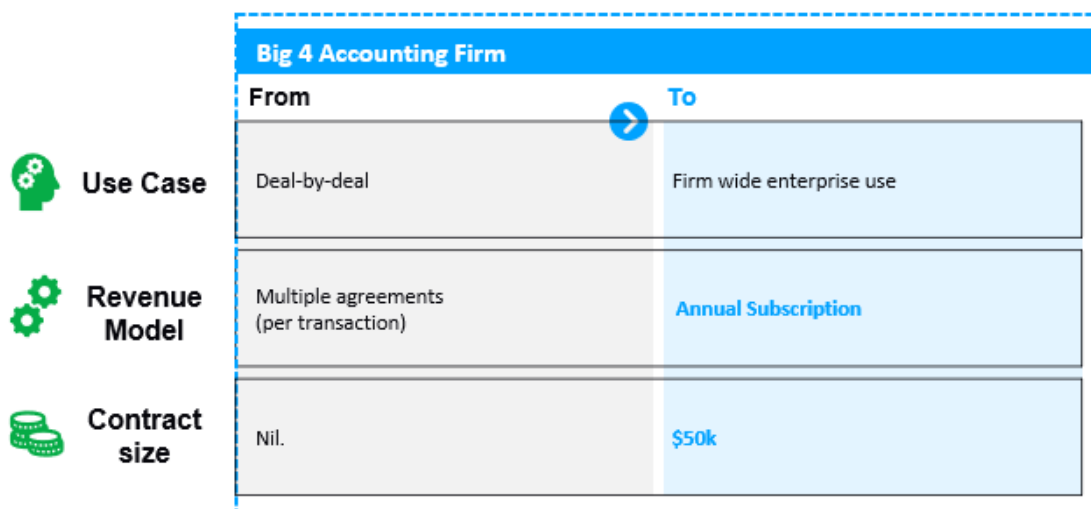 Big 4 Accounting Firm
From
To
Use Case
Deal-by-deal
Firm wide enterprise use
Revenue
Model
Multiple agreements
(per transaction)
Annual Subscription
Contract
size
Nil.
$50k